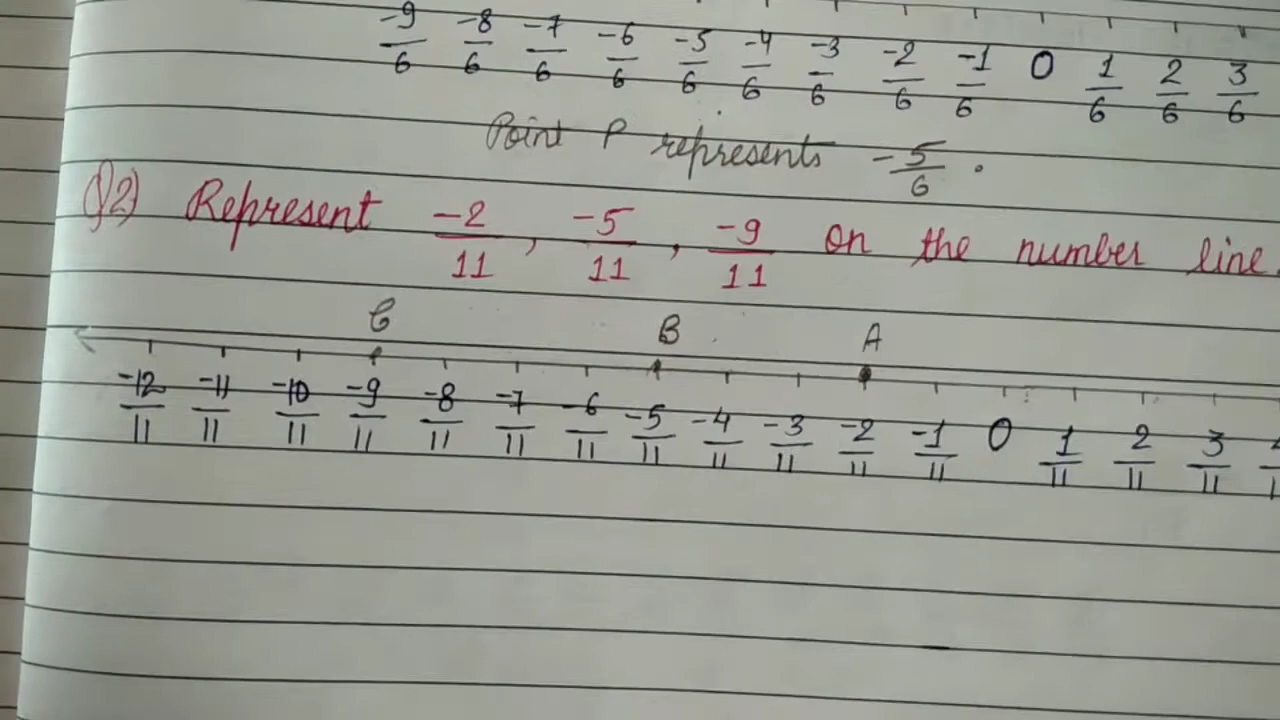 -9/6 -8/6 -7/6 -6/6 -5/6 -4/6 -3/6 -2/6 -1/6 0 1/6 2/6 3/6
Point P represents -5/6.
Q2) Represent -2/11, -5/11, -9/11 on the number line.
C B A
-12/11 -11/11 -10/11 -9/11 -8/11 -7/11 -6/11 -5/11 -4/11 -3/11 -2/11 -1/11 0 1/11 2/11 3/11